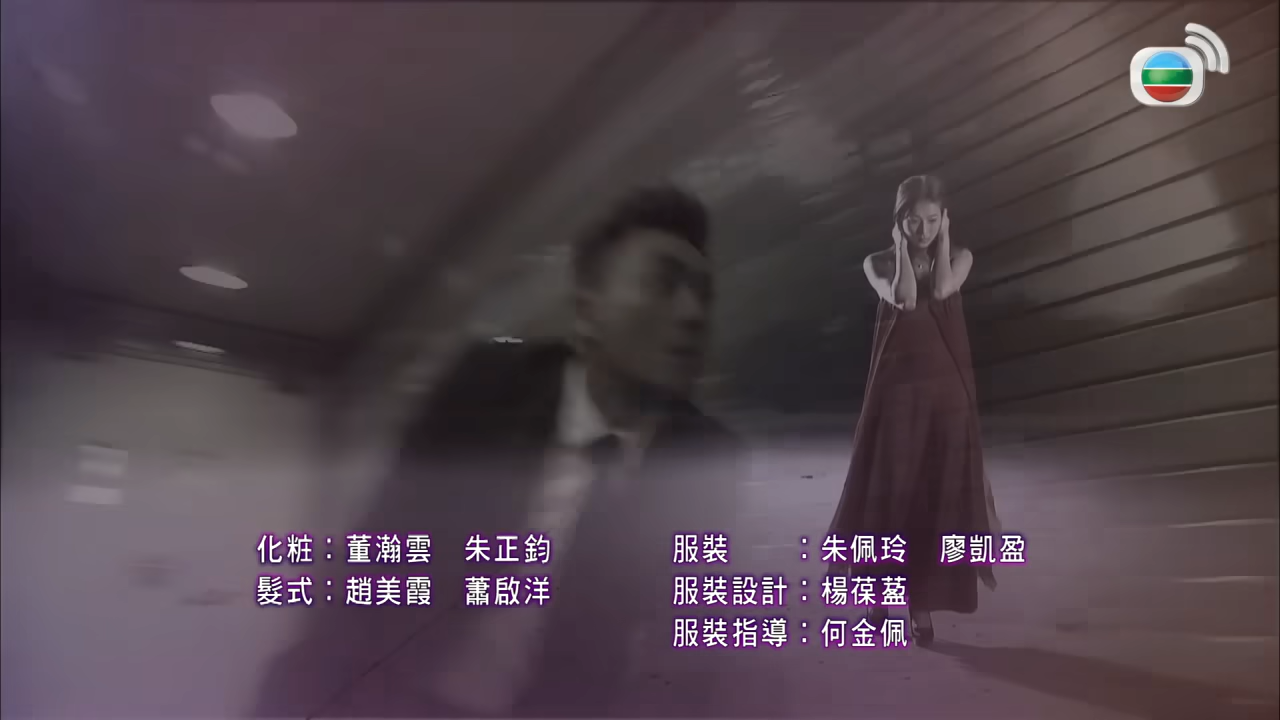 化粧：董瀚雲　朱正鈞
髮式：趙美霞　蕭啟洋
服裝　　：朱佩玲　廖凱盈
服裝設計：楊葆荔
服裝指導：何金佩